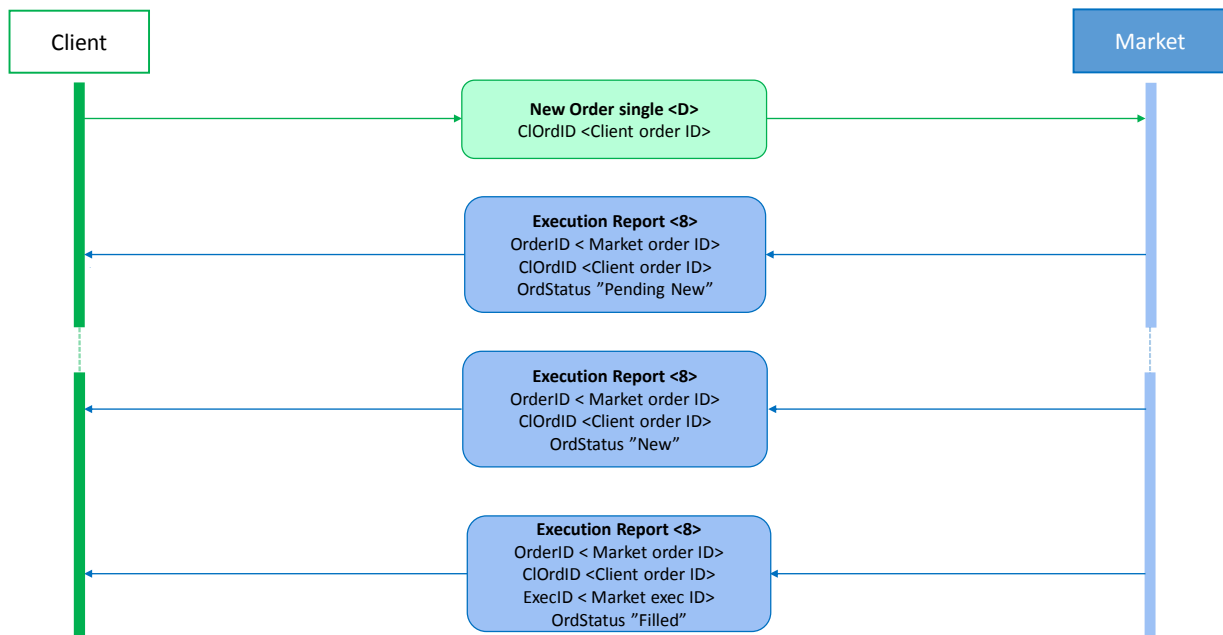 Client
Market
New Order single <D>
ClOrdID <Client order ID>
Execution Report <8>
OrderID < Market order ID>
ClOrdID <Client order ID>
OrdStatus ”Pending New”
Execution Report <8>
OrderID < Market order ID>
ClOrdID <Client order ID>
OrdStatus ”New”
Execution Report <8>
OrderID < Market order ID>
ClOrdID <Client order ID>
ExecID < Market exec ID>
OrdStatus ”Filled”